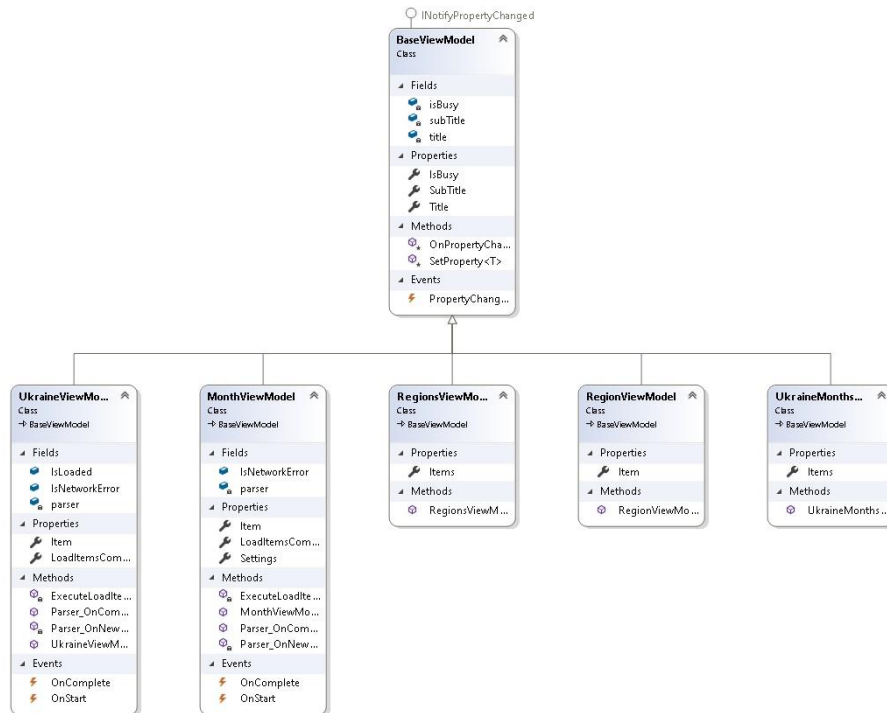 INotifyPropertyChanged
BaseViewModel
Class
Fields
isBusy
subTitle
title
Properties
IsBusy
SubTitle
Title
Methods
OnPropertyCha...
SetProperty<T>
Events
PropertyChang...
UkraineViewMo...
Class
BaseViewModel
Fields
IsLoaded
IsNetworkError
parser
Properties
Item
LoadItemsCom...
Methods
ExecuteLoadIte...
Parser_OnCom...
Parser_OnNew...
UkraineViewM...
Events
OnComplete
OnStart
MonthViewModel
Class
BaseViewModel
Fields
IsNetworkError
parser
Properties
Item
LoadItemsCom...
Settings
Methods
ExecuteLoadIte...
MonthViewMo...
Parser_OnCom...
Parser_OnNew...
Events
OnComplete
OnStart
RegionsViewMo...
Class
BaseViewModel
Properties
Items
Methods
RegionsViewM...
RegionViewModel
Class
BaseViewModel
Properties
Item
Methods
RegionViewMo...
UkraineMonths...
Class
BaseViewModel
Properties
Items
Methods
UkraineMonths...